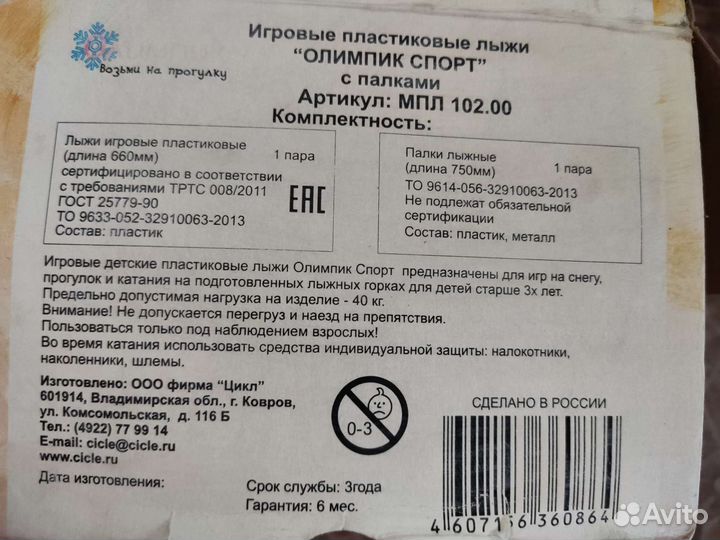 Возьми на прогулку
Игровые пластиковые лыжи
“ОЛИМПИК СПОРТ”
с палками
Артикул: МПЛ 102.00
Комплектность:
Лыжи игровые пластиковые
(длина 660мм) 1 пара
сертифицировано в соответствии
с требованиями ТРТС 008/2011
ГОСТ 25779-90
ТО 9633-052-32910063-2013
Состав: пластик
EAC
Палки лыжные
(длина 750мм) 1 пара
ТО 9614-056-32910063-2013
Не подлежат обязательной
сертификации
Состав: пластик, металл
Игровые детские пластиковые лыжи Олимпик Спорт предназначены для игр на снегу,
прогулок и катания на подготовленных лыжных горках для детей старше 3х лет.
Предельно допустимая нагрузка на изделие - 40 кг.
Внимание! Не допускается перегруз и наезд на препятствия.
Пользоваться только под наблюдением взрослых!
Во время катания использовать средства индивидуальной защиты: налокотники,
наколенники, шлемы.
Изготовлено: ООО фирма “Цикл”
601914, Владимирская обл., г. Ковров,
ул. Комсомольская, д. 116 Б
Тел.: (4922) 77 99 14
E-mail: cicle@cicle.ru
www.cicle.ru
Дата изготовления:
0-3
Срок службы: 3года
Гарантия: 6 мес.
СДЕЛАНО В РОССИИ
4 607156 360864
Avito